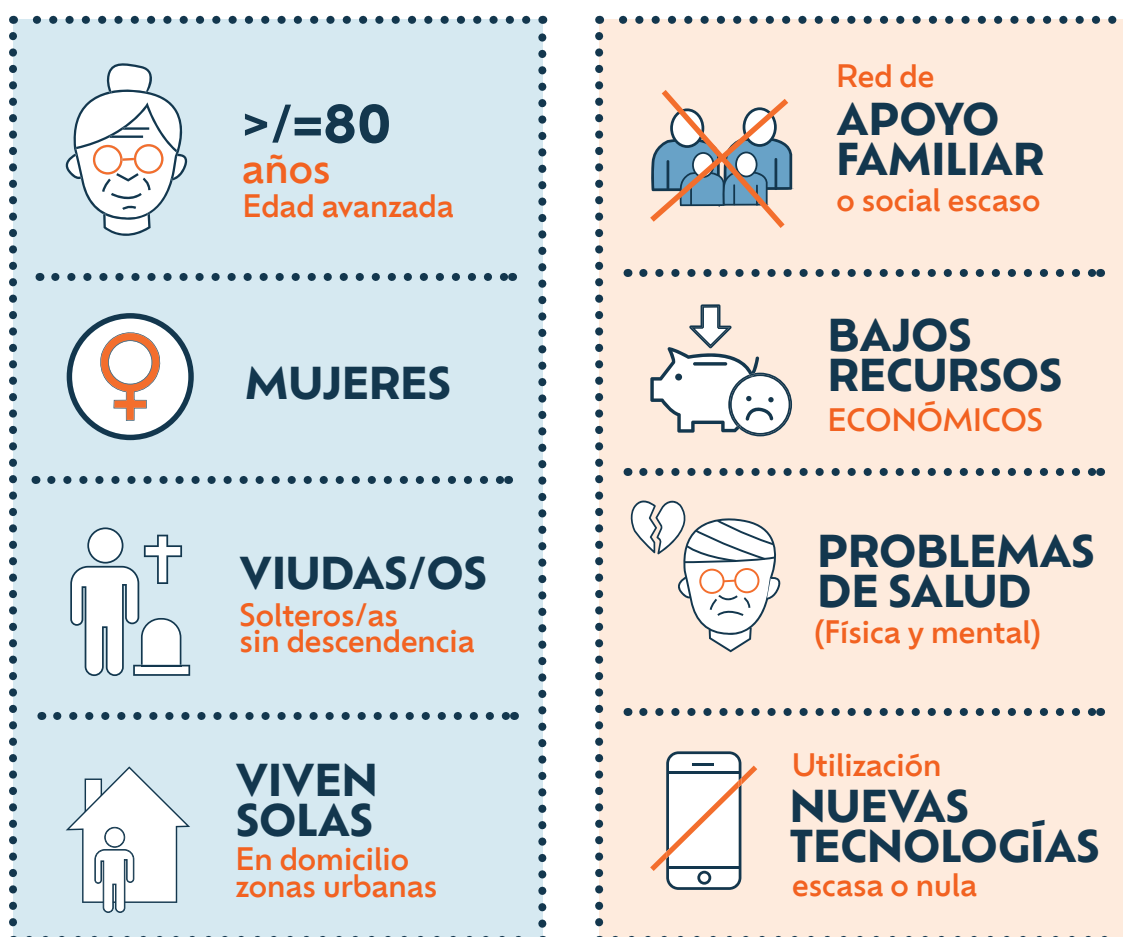 >/=80
años
Edad avanzada
MUJERES
VIUDAS/OS
Solteros/as
sin descendencia
VIVEN
SOLAS
En domicilio
zonas urbanas
Red de
APOYO
FAMILIAR
o social escaso
BAJOS
RECURSOS
ECONÓMICOS
PROBLEMAS
DE SALUD
(Física y mental)
Utilización
NUEVAS
TECNOLOGÍAS
escasa o nula